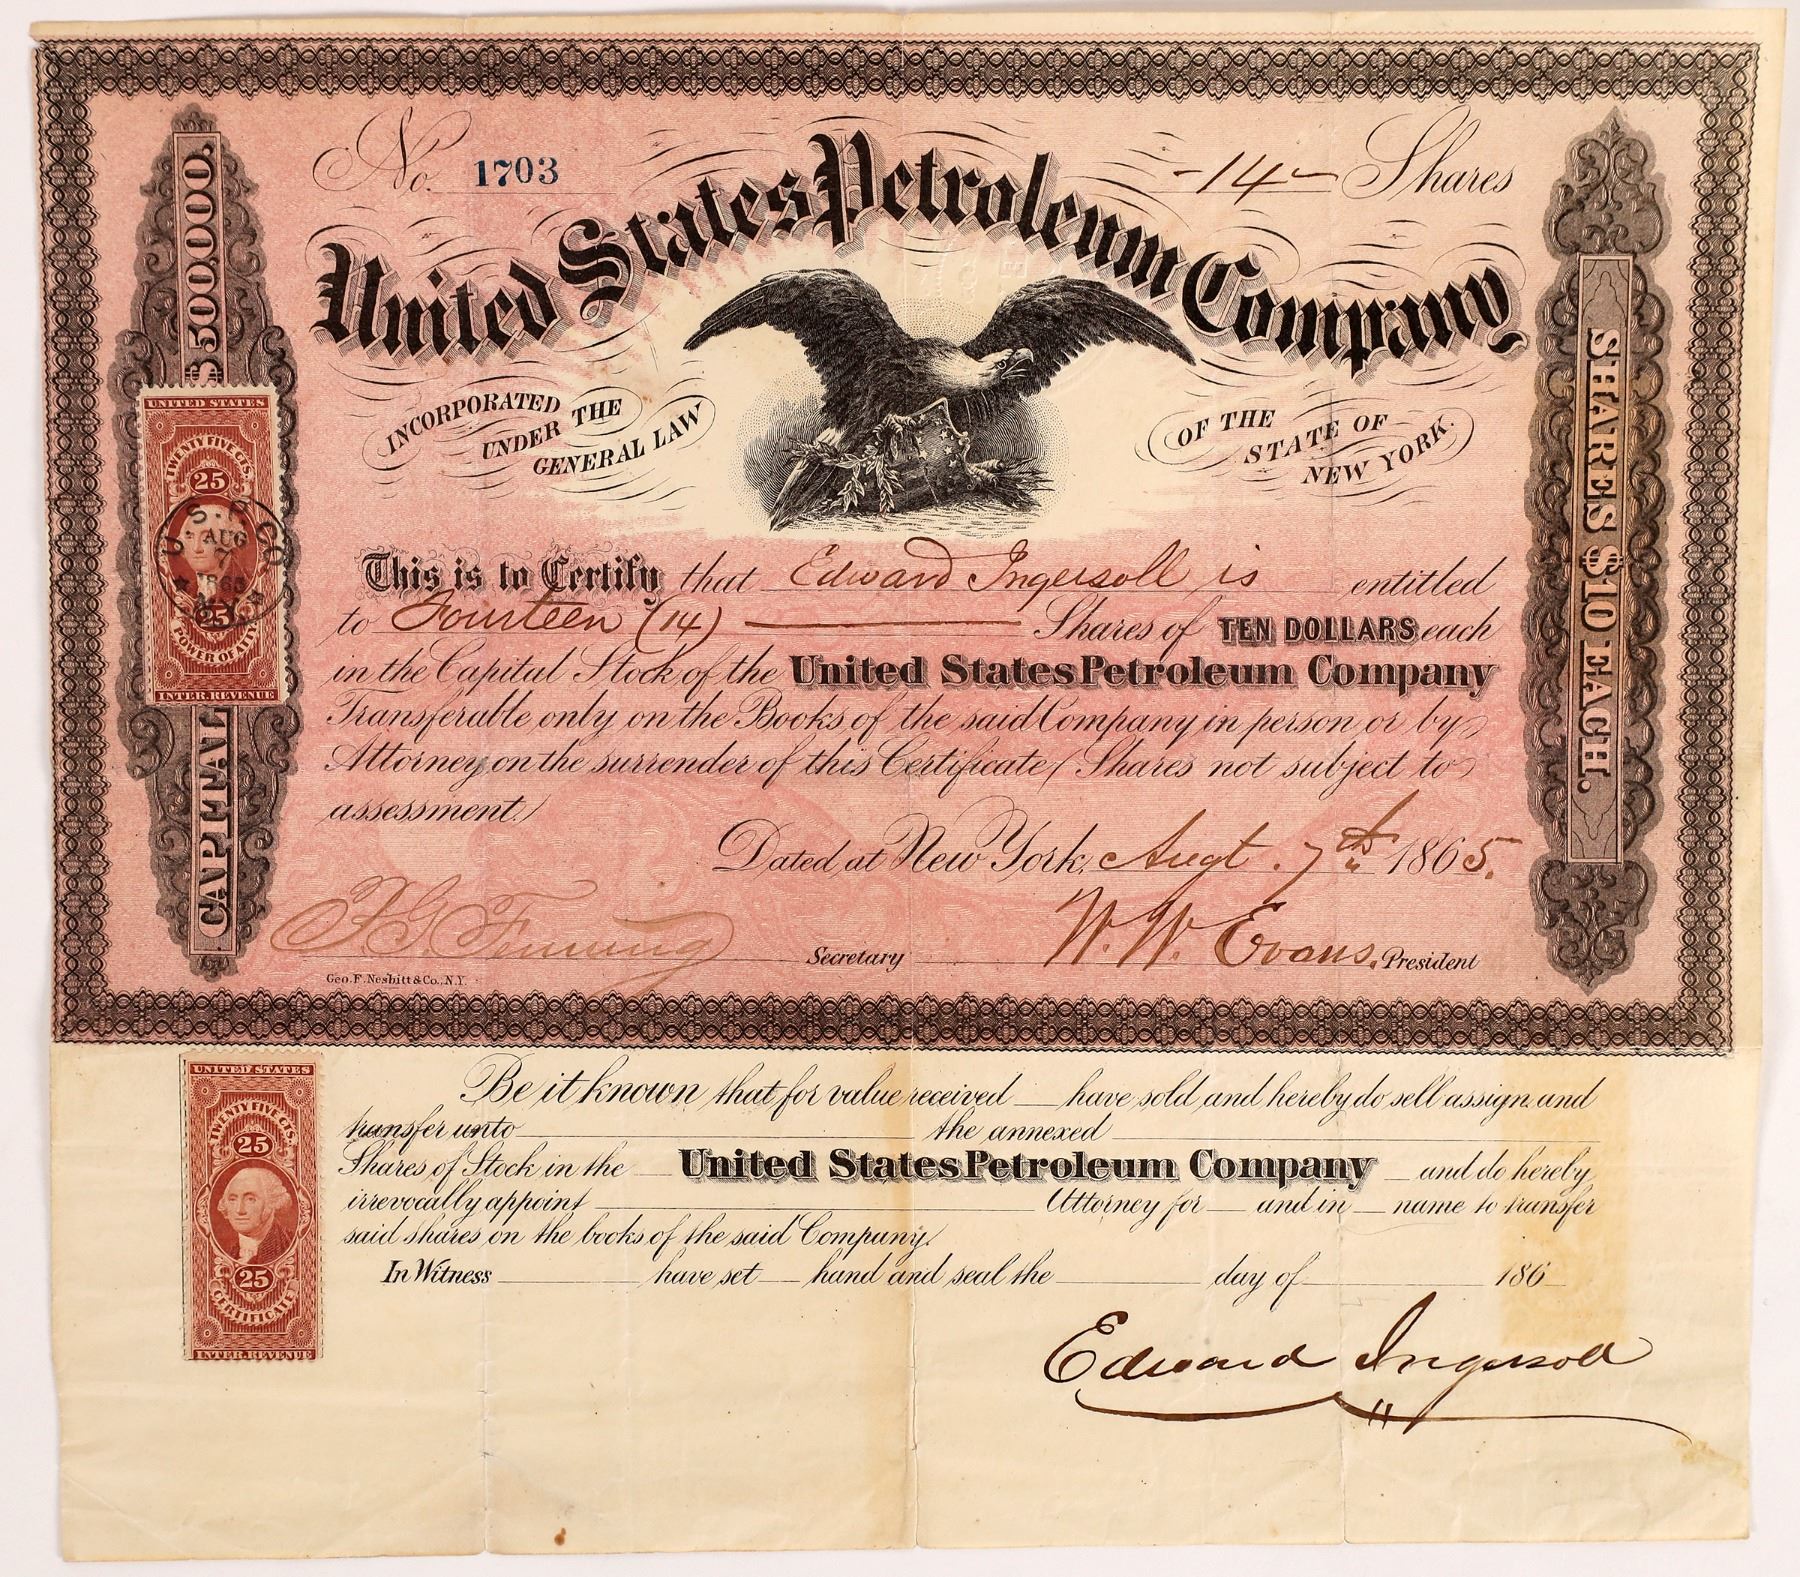 No. 1703
-14- Shares
United States Petroleum Company
INCORPORATED
UNDER THE
GENERAL LAW
OF THE
STATE OF
NEW YORK.
CAPITAL $500,000.
SHARES $10 EACH.
UNITED STATES
TWENTY FIVE CTS.
25
U.S.P.CO
AUG
7
1865
N.Y.
25
POWER OF AT'Y
INTER. REVENUE
This is to Certify that Edward Ingersoll is entitled
to Fourteen (14) Shares of TEN DOLLARS each
in the Capital Stock of the United States Petroleum Company
Transferable only on the Books of the said Company in person or by
Attorney, on the surrender of this Certificate, Shares not subject to
assessment.
Dated at New York, Augt. 7th 1865.
Secretary
W. W. Evans. President
Geo. F. Nesbitt & Co., N.Y.
UNITED STATES
TWENTY FIVE CTS.
25
25
CERTIFICATE
INTER. REVENUE
Be it known that for value received have sold and hereby do sell assign and
transfer unto the annexed
Shares of Stock in the United States Petroleum Company and do hereby
irrevocally appoint Attorney for and in name to transfer
said shares on the books of the said Company.
In Witness have set hand and seal the day of 186
Edward Ingersoll